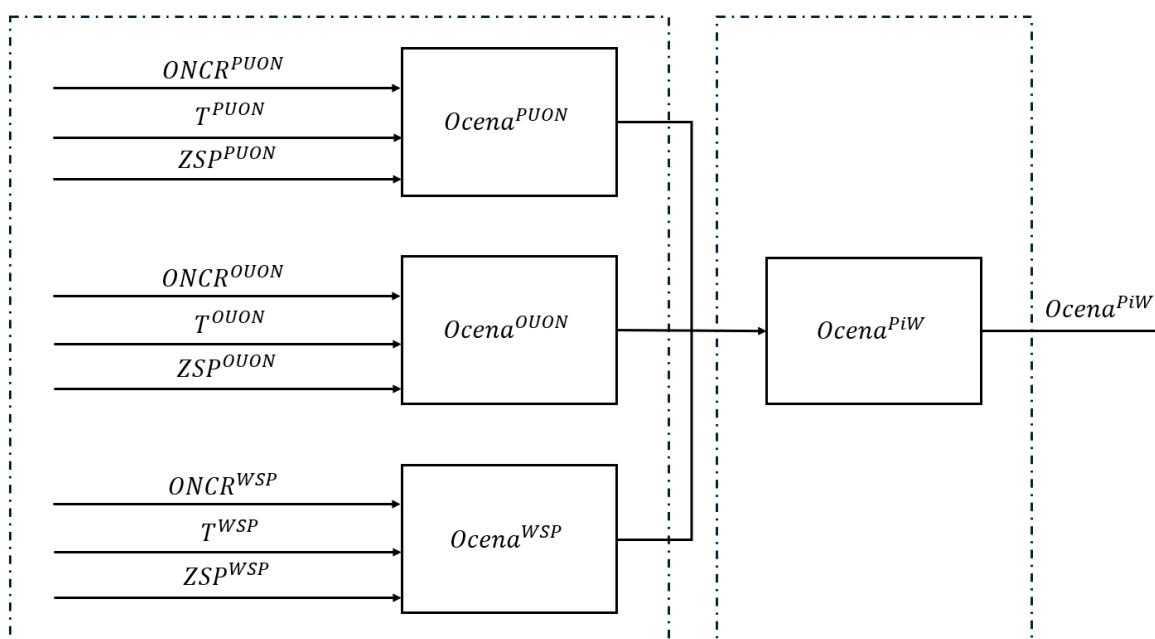 ONCR^PUON
T^PUON
ZSP^PUON
Ocena^PUON
ONCR^OUON
T^OUON
ZSP^OUON
Ocena^OUON
ONCR^WSP
T^WSP
ZSP^WSP
Ocena^WSP
Ocena^PiW
Ocena^PiW